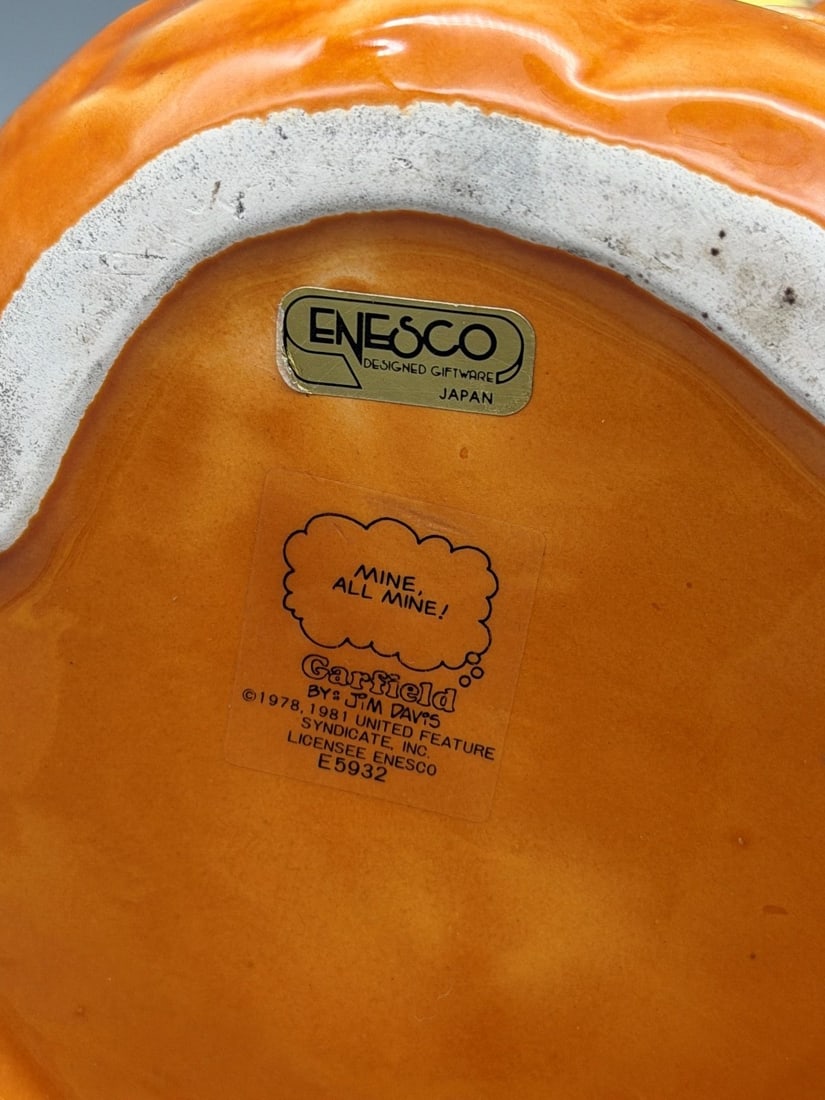 ENESCO
DESIGNED GIFTWARE
JAPAN
MINE,
ALL MINE!
Garfield
BY: JIM DAVIS
©1978, 1981 UNITED FEATURE
SYNDICATE, INC.
LICENSEE ENESCO
E5932